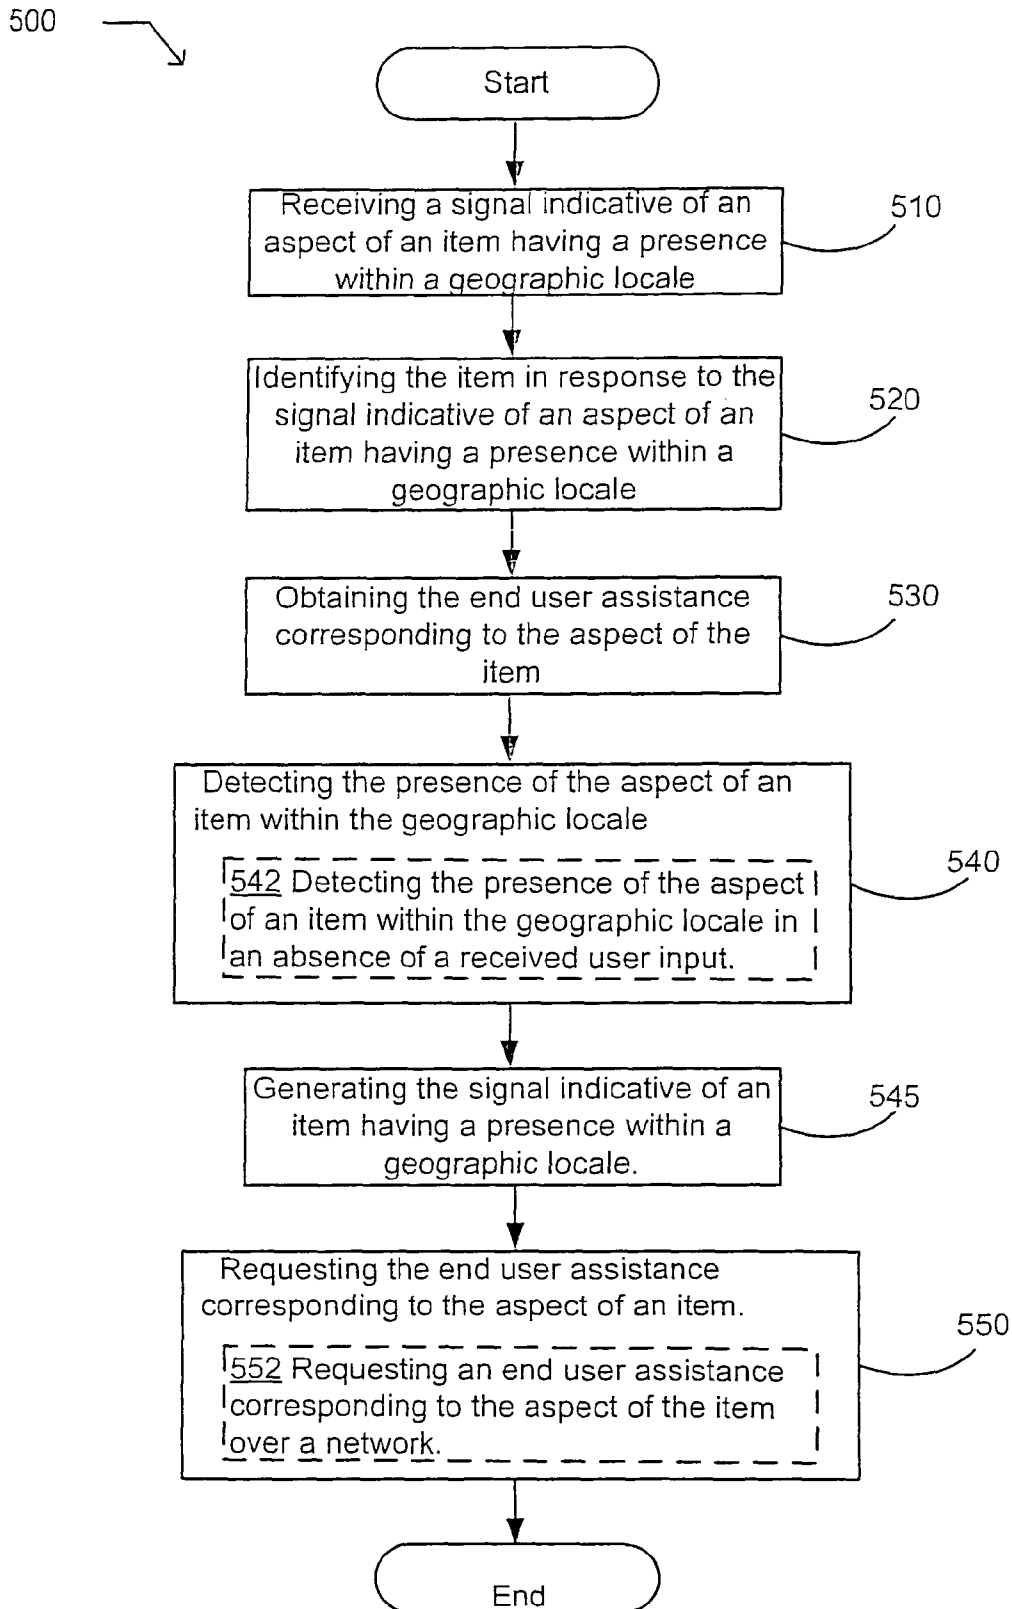 500
Start
Receiving a signal indicative of an
aspect of an item having a presence
within a geographic locale
510
Identifying the item in response to the
signal indicative of an aspect of an
item having a presence within a
geographic locale
520
Obtaining the end user assistance
corresponding to the aspect of the
item
530
Detecting the presence of the aspect of an
item within the geographic locale
542 Detecting the presence of the aspect
of an item within the geographic locale in
an absence of a received user input.
540
Generating the signal indicative of an
item having a presence within a
geographic locale.
545
Requesting the end user assistance
corresponding to the aspect of an item.
552 Requesting an end user assistance
corresponding to the aspect of the item
over a network.
550
End